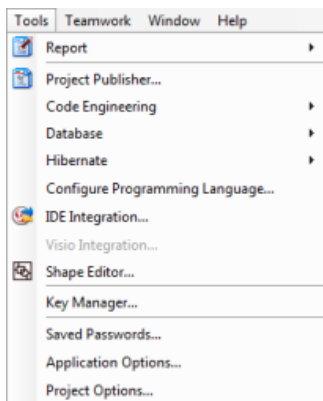 Tools Teamwork Window Help
Report
Project Publisher...
Code Engineering
Database
Hibernate
Configure Programming Language...
IDE Integration...
Visio Integration...
Shape Editor...
Key Manager...
Saved Passwords...
Application Options...
Project Options...